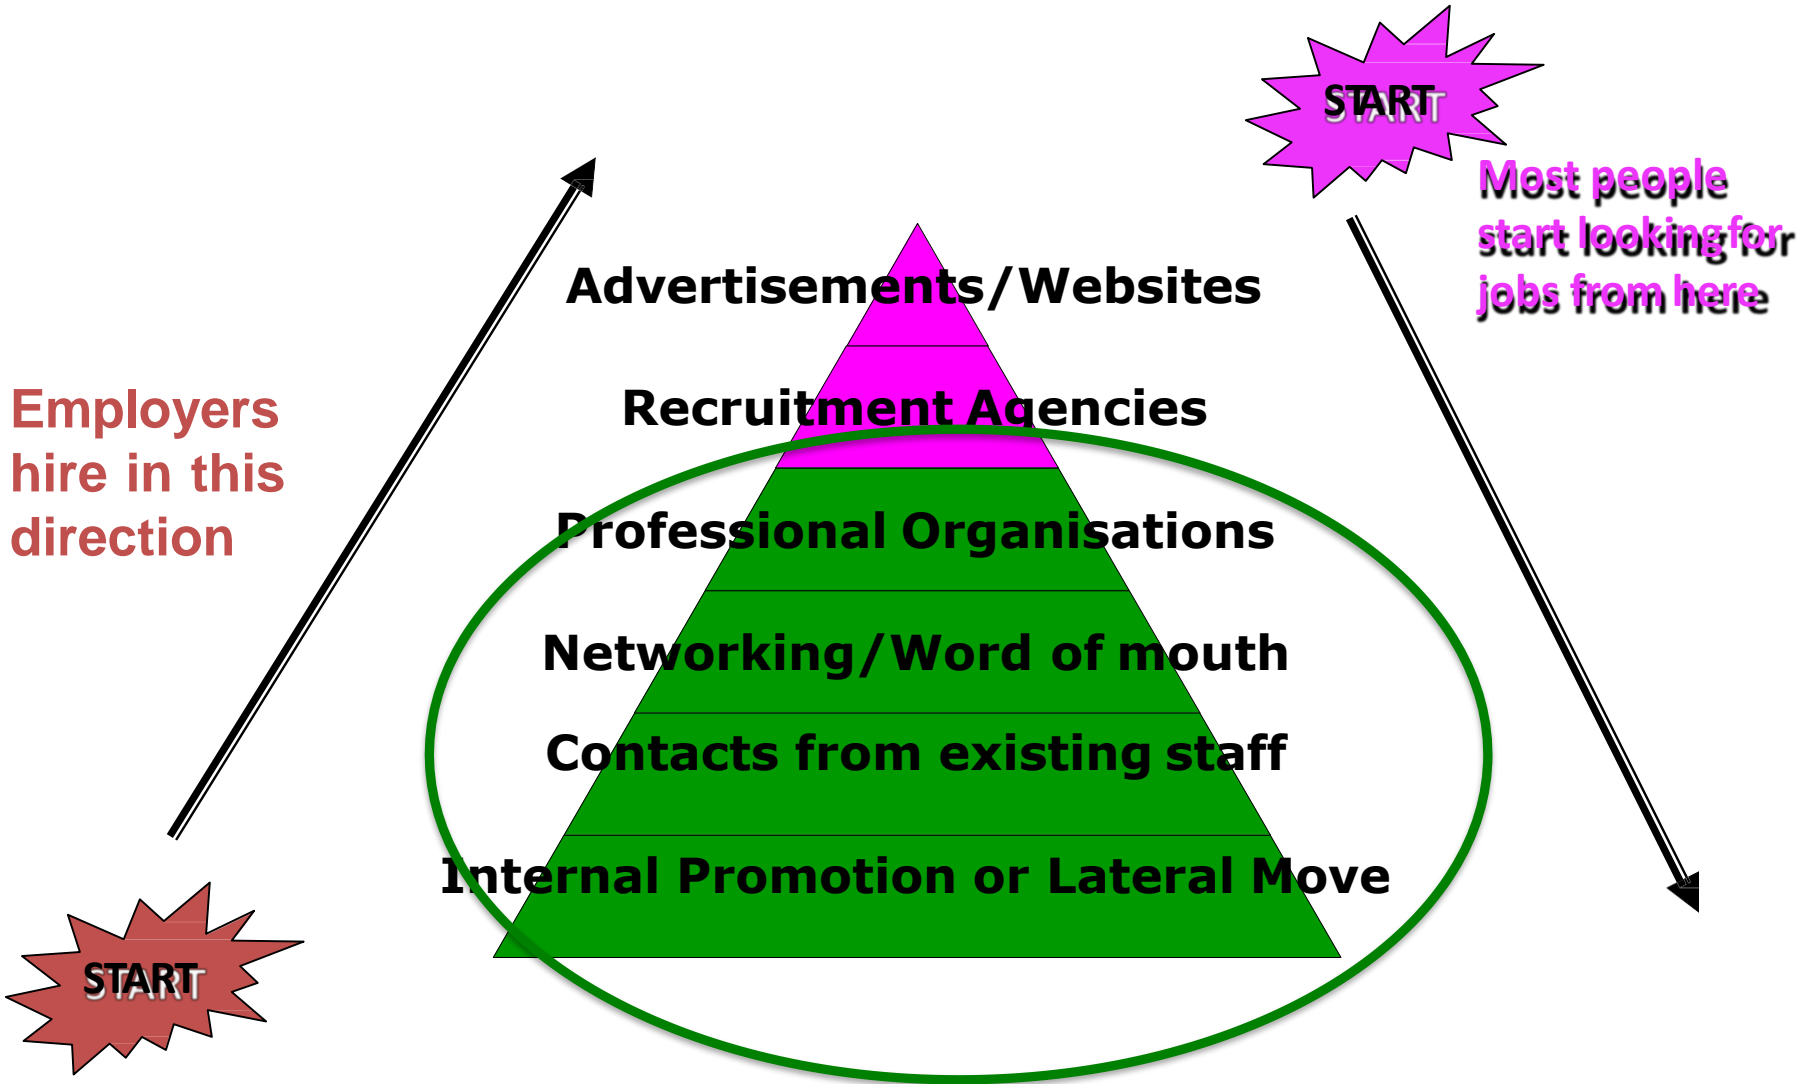 START
Most people
start looking for
jobs from here
Advertisements/Websites
Recruitment Agencies
Employers
hire in this
direction
Professional Organisations
Networking/Word of mouth
Contacts from existing staff
Internal Promotion or Lateral Move
START